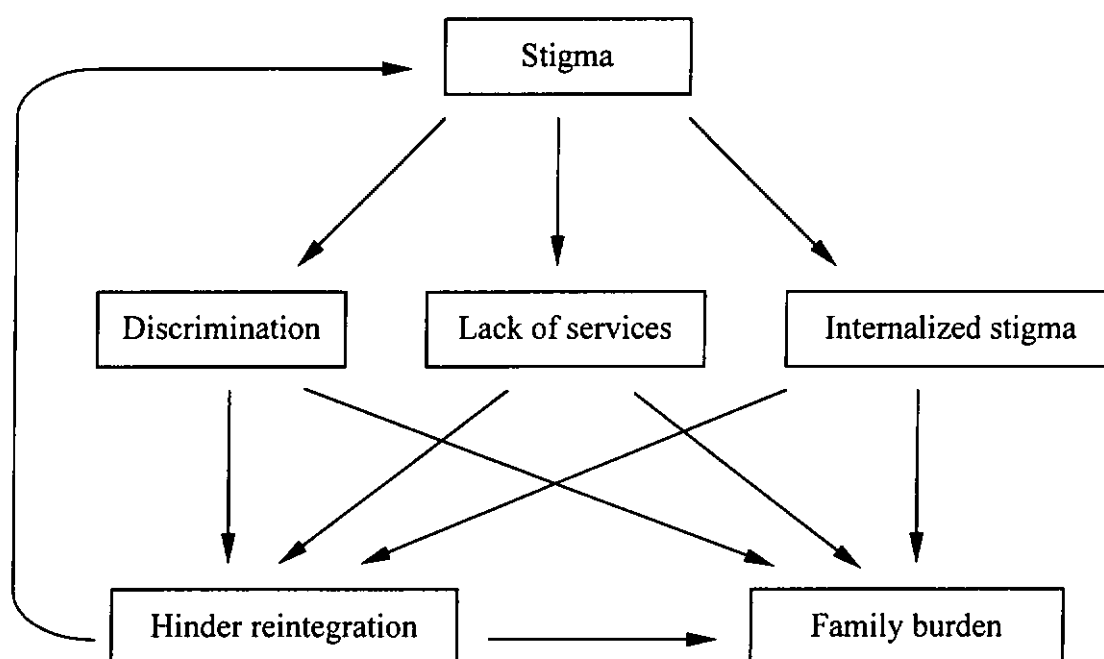 Stigma
Discrimination
Lack of services
Internalized stigma
Hinder reintegration
Family burden